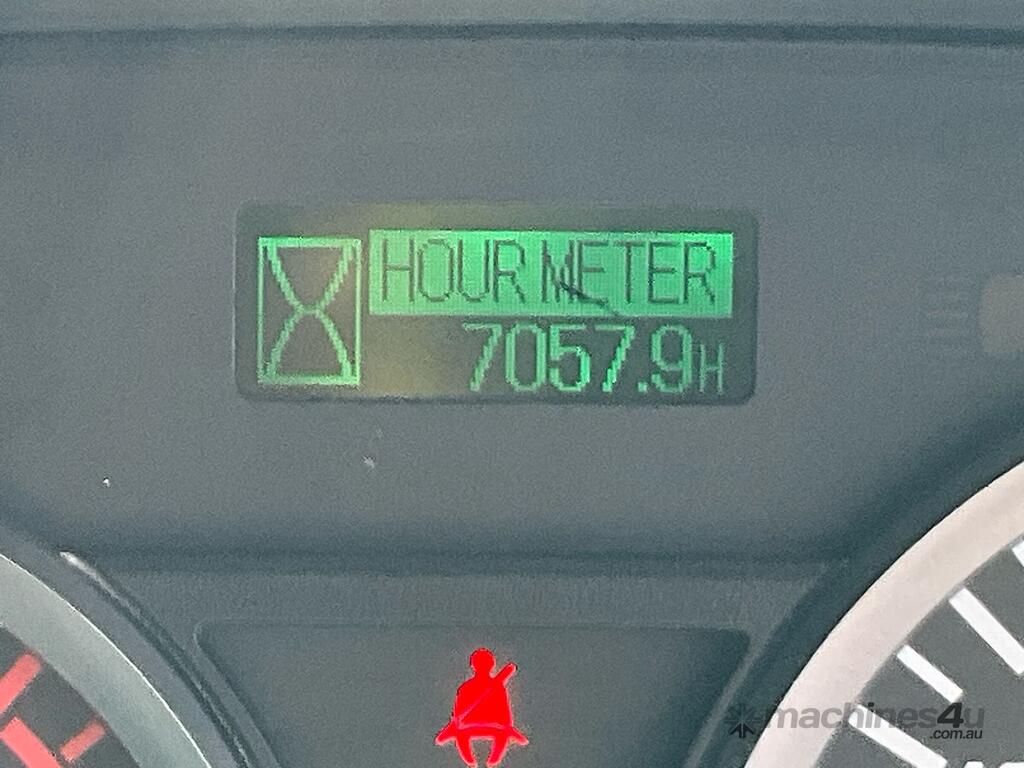 HOUR METER
7057.9H
machines4u
.com.au